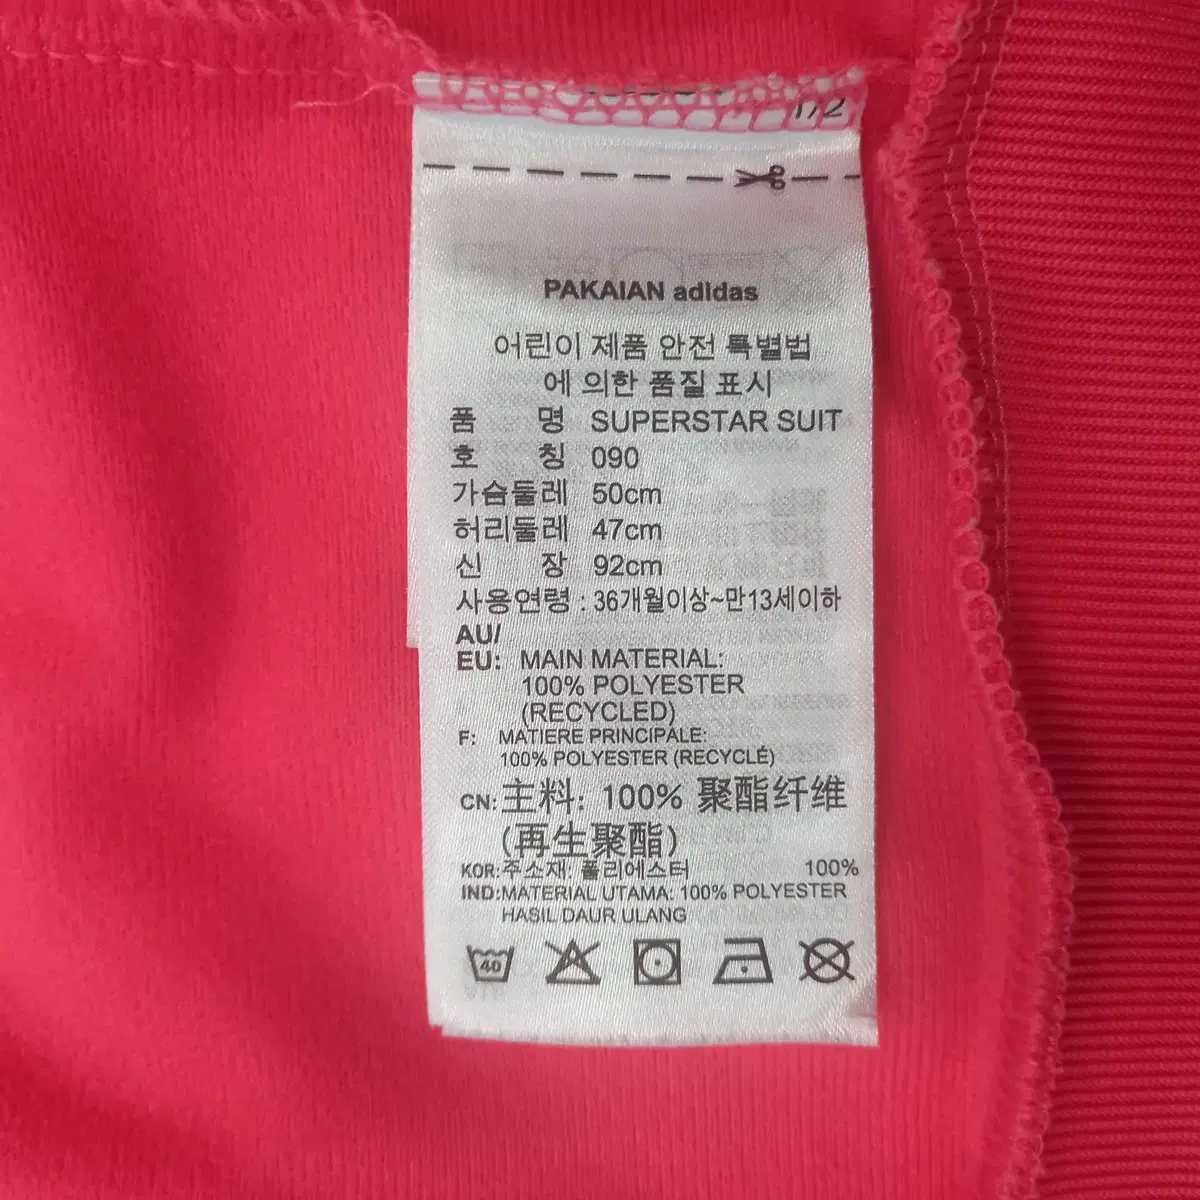 1/2
PAKAIAN adidas
어린이 제품 안전 특별법
에 의한 품질 표시
품 명 SUPERSTAR SUIT
호 칭 090
가슴둘레 50cm
허리둘레 47cm
신 장 92cm
사용연령 : 36개월이상~만13세이하
AU/
EU: MAIN MATERIAL:
100% POLYESTER
(RECYCLED)
F: MATIERE PRINCIPALE:
100% POLYESTER (RECYCLÉ)
CN: 主料: 100% 聚酯纤维
(再生聚酯)
KOR:주소재: 폴리에스터 100%
IND:MATERIAL UTAMA: 100% POLYESTER
HASIL DAUR ULANG
40